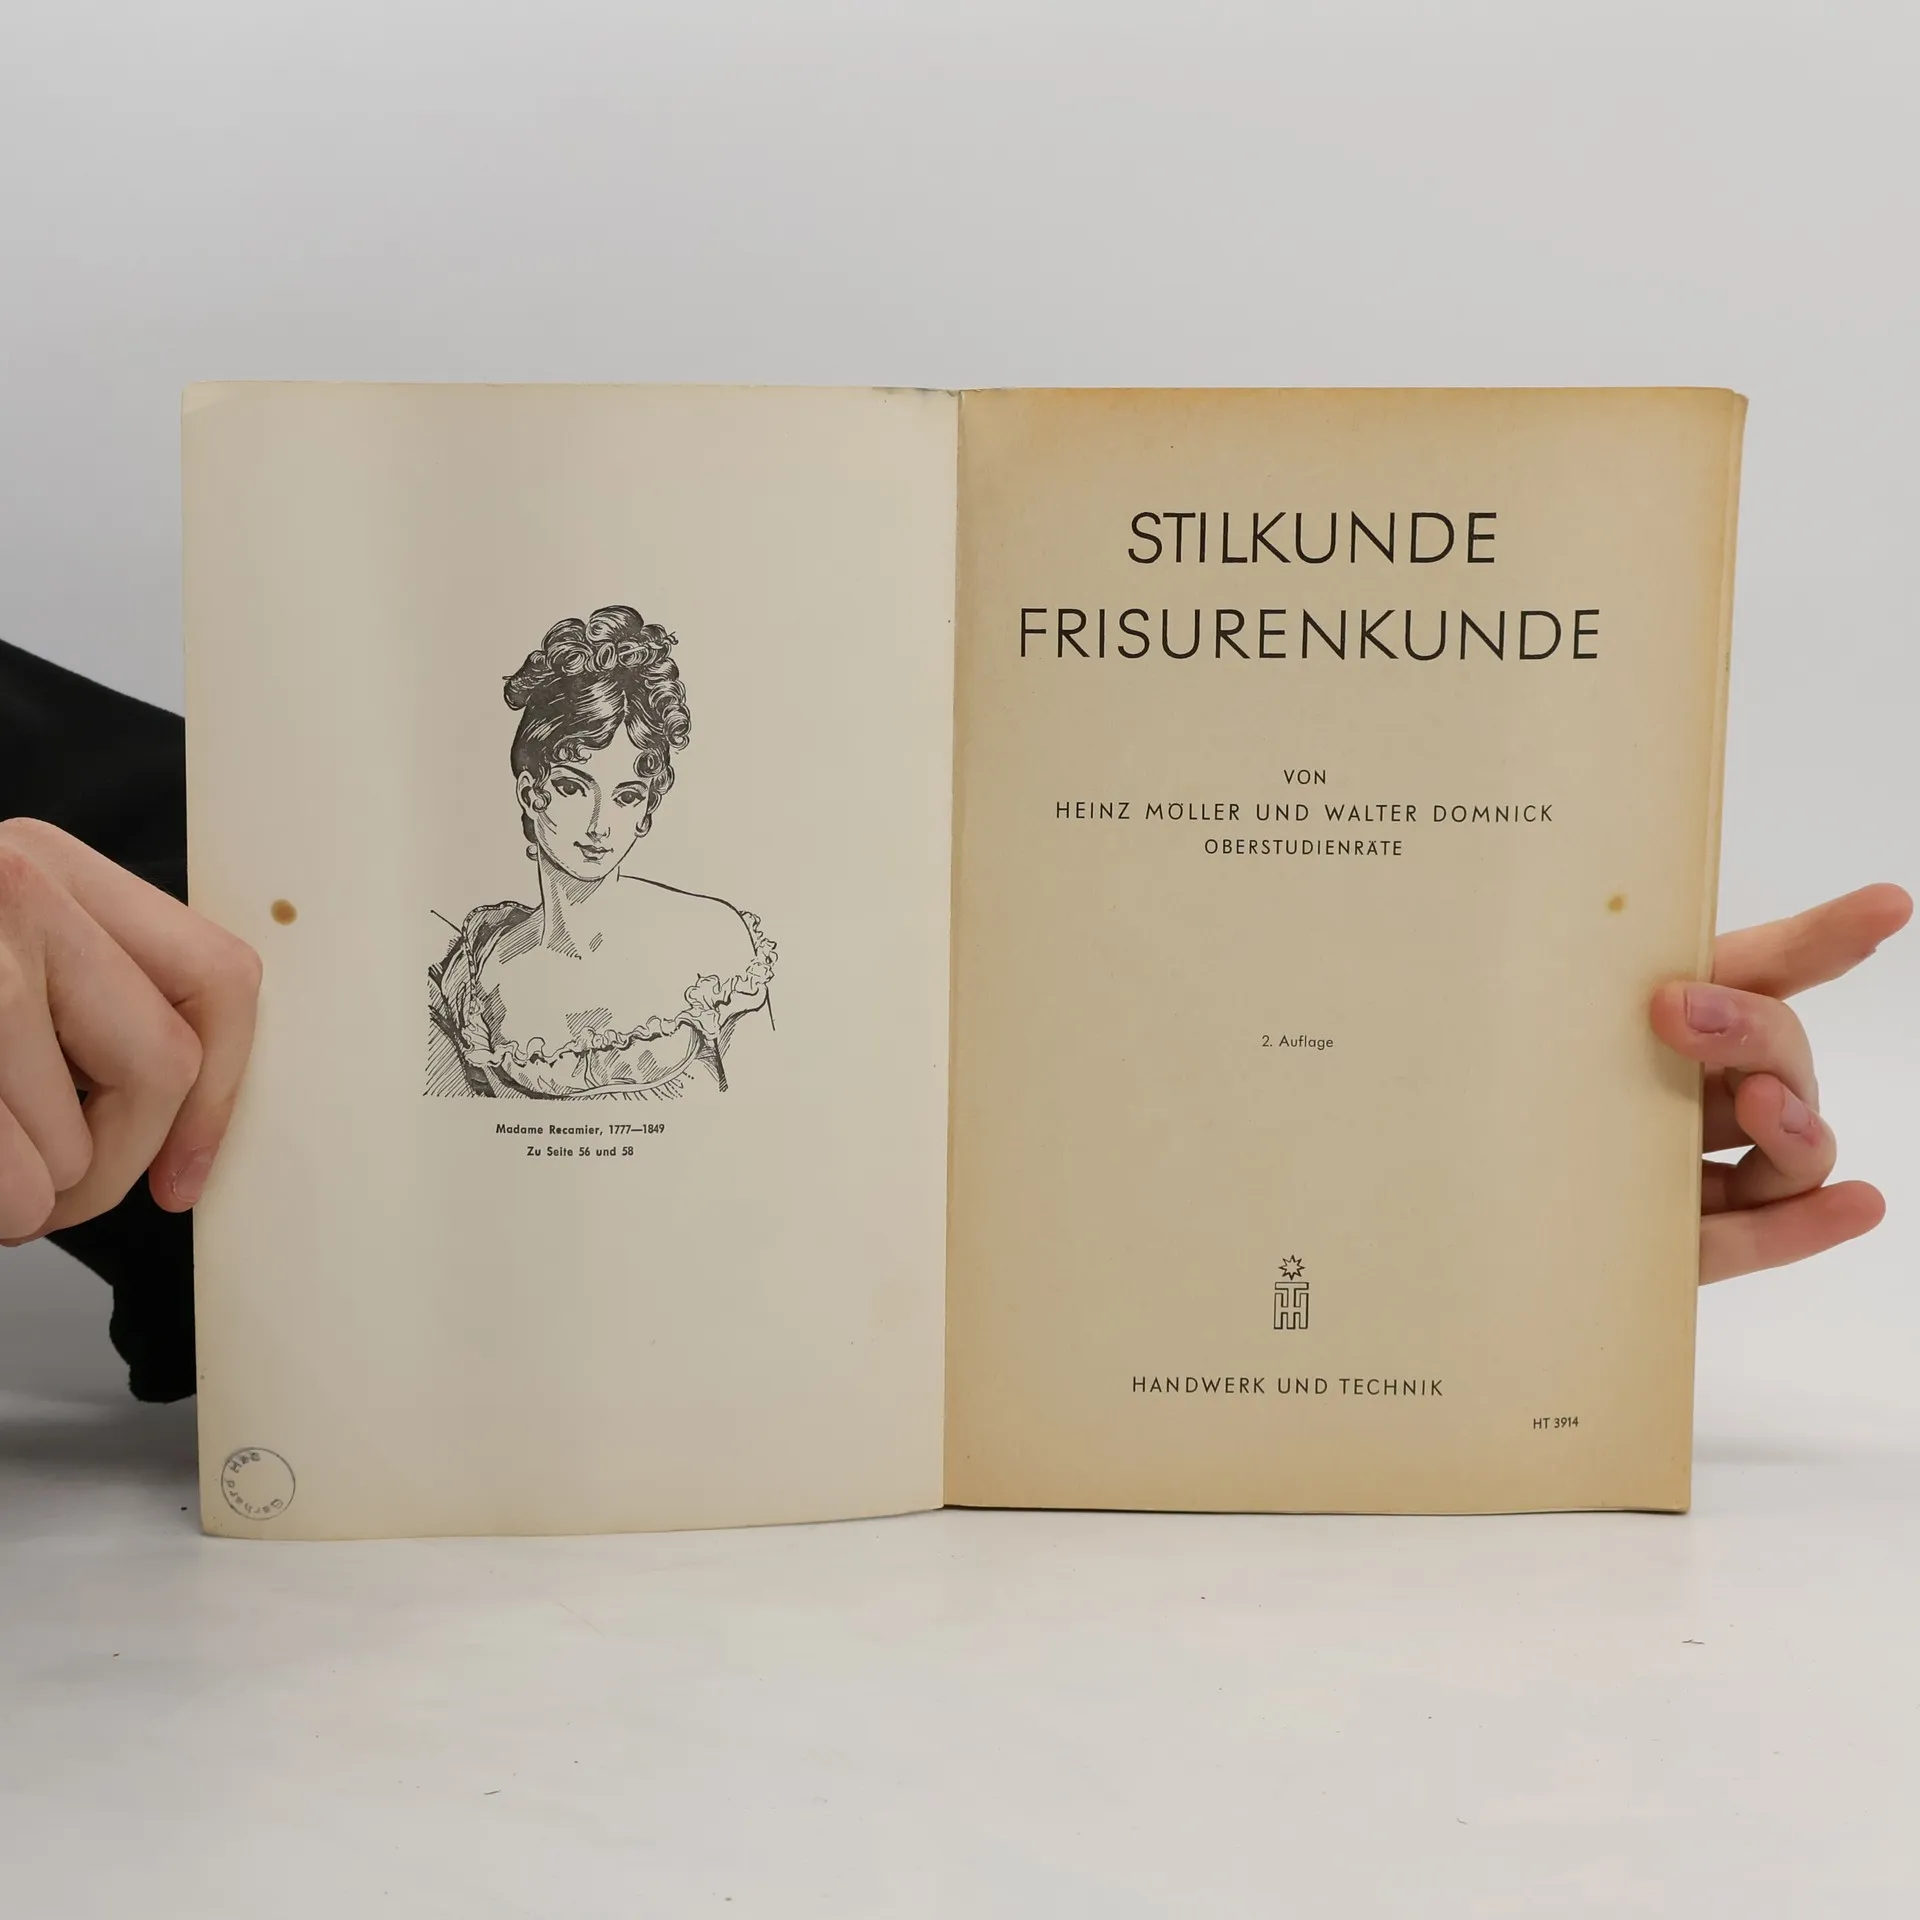 Madame Recamier, 1777—1849
Zu Seite 56 und 58
Gerhard
STILKUNDE
FRISURENKUNDE
VON
HEINZ MÖLLER UND WALTER DOMNICK
OBERSTUDIENRÄTE
2. Auflage
HANDWERK UND TECHNIK
HT 3914